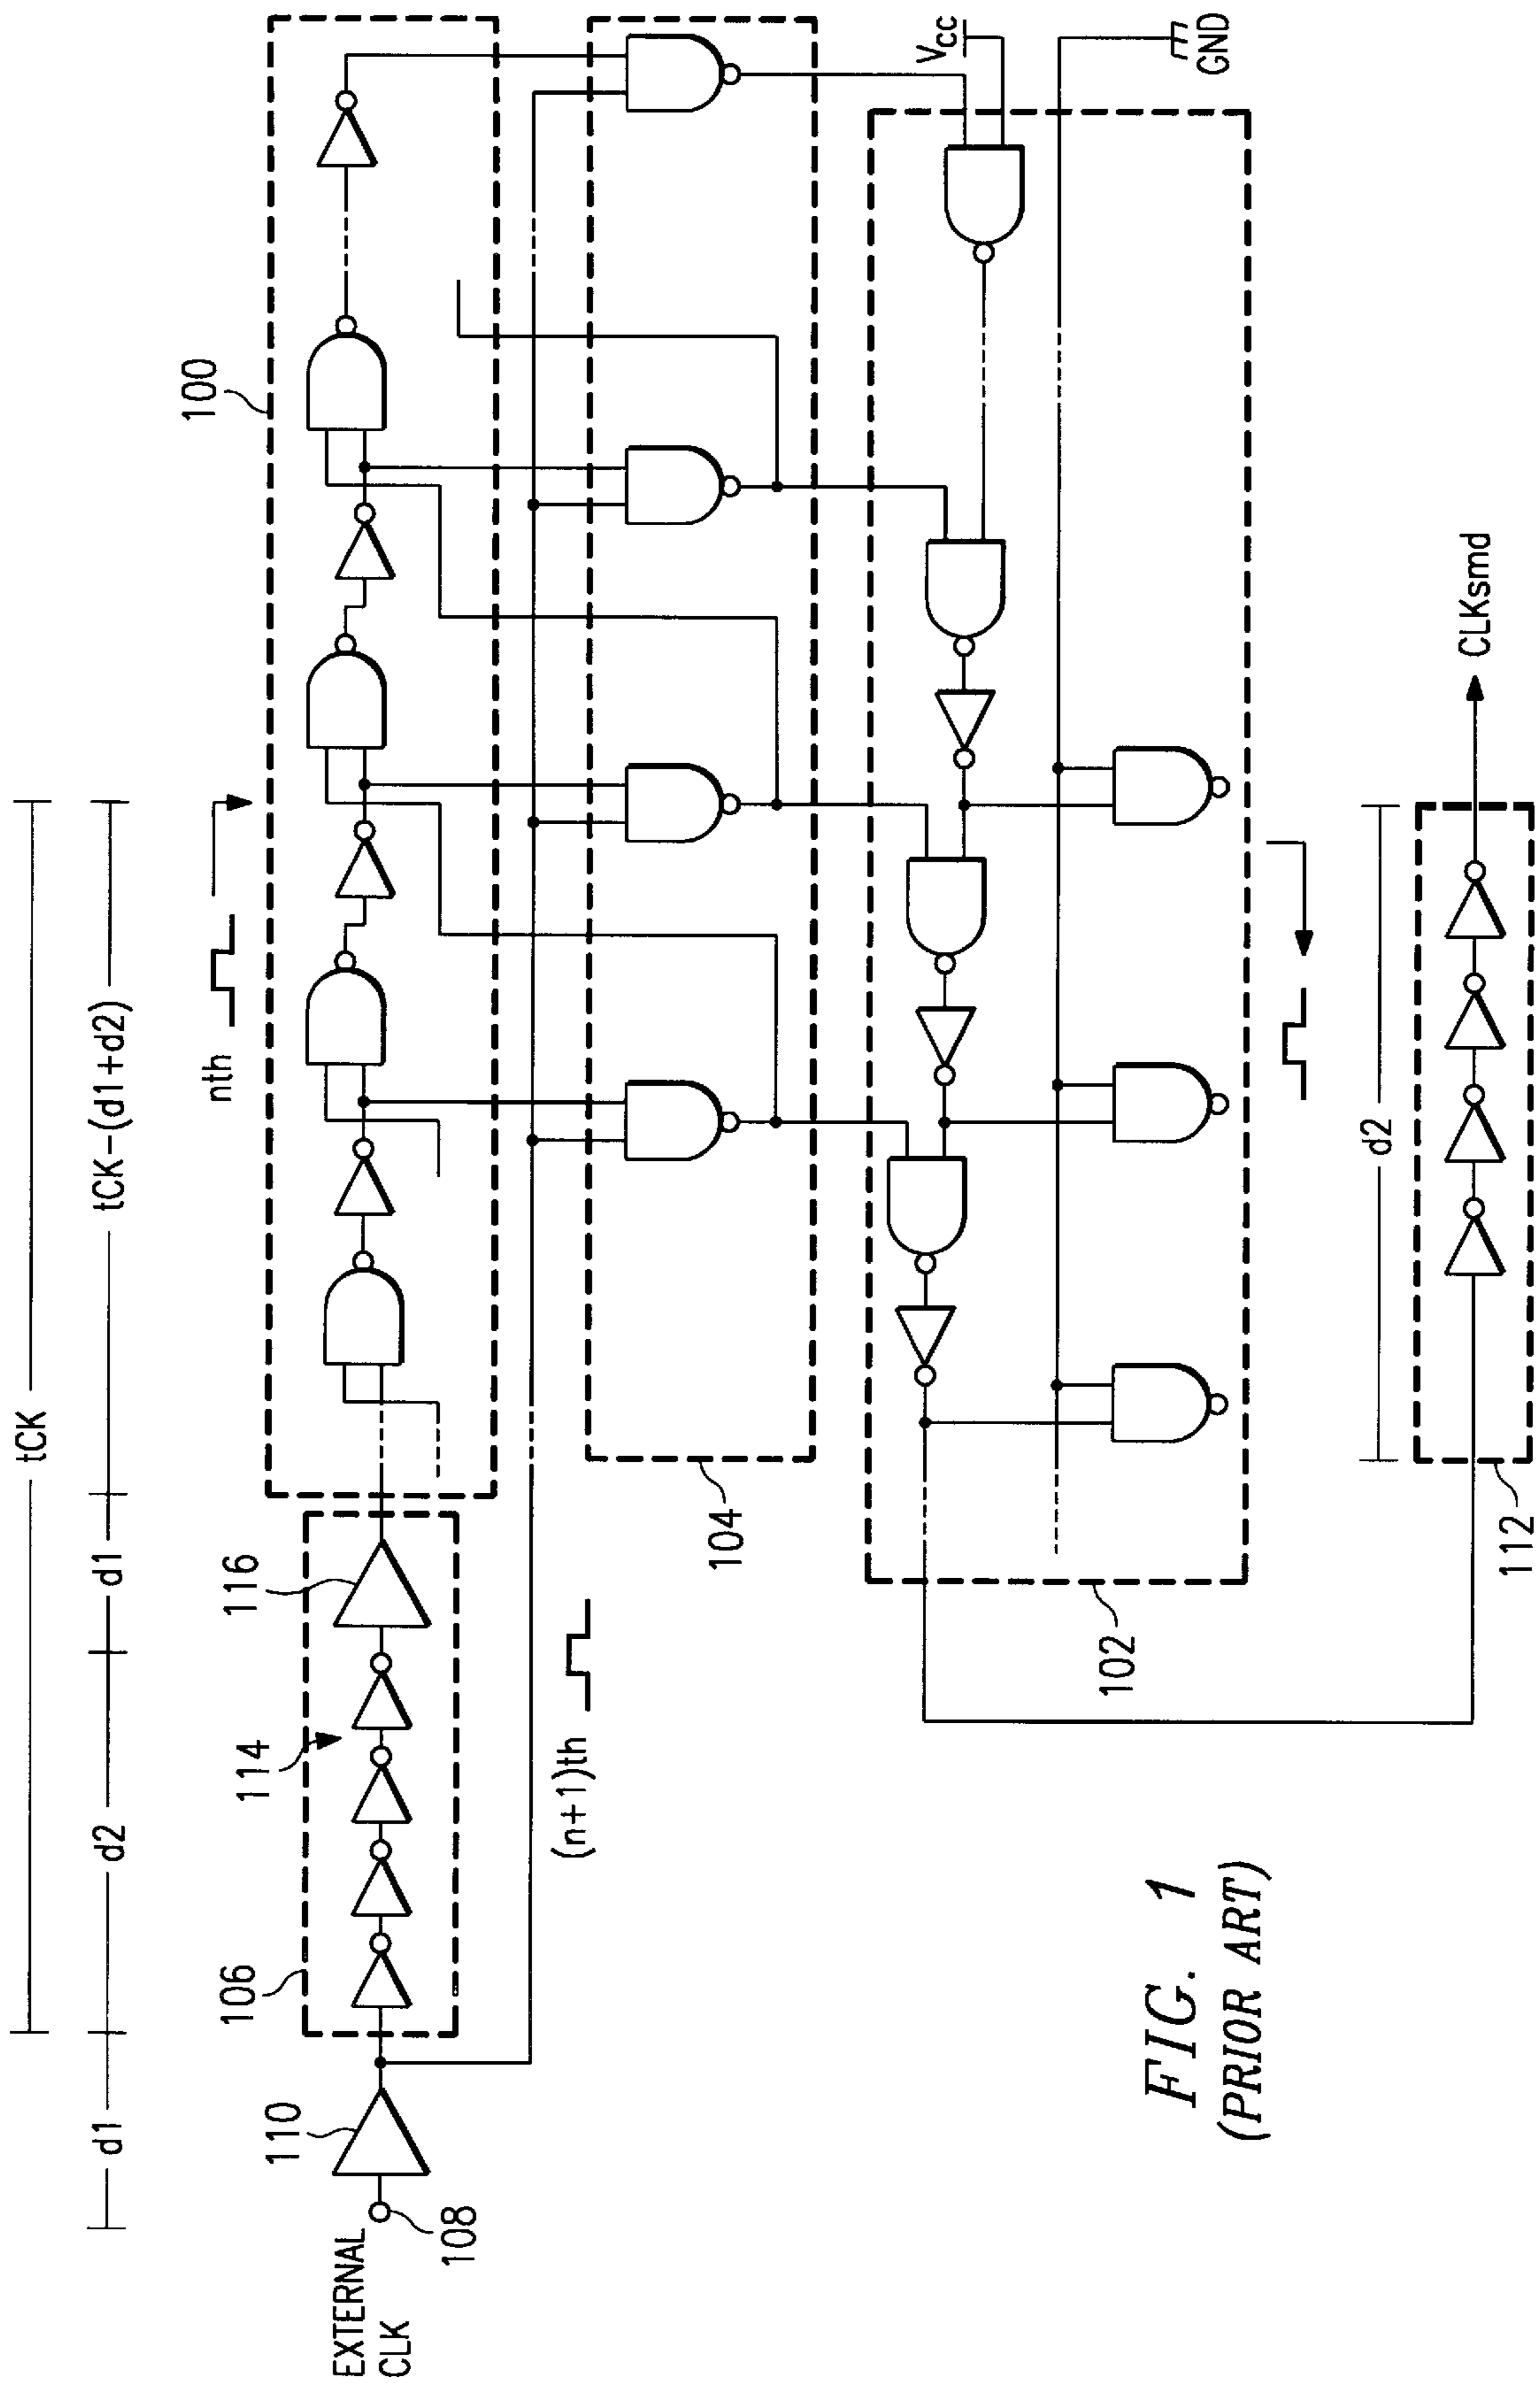 tCK
d1
d2
d1
tCK-(d1+d2)
nth
100
106
114
116
110
EXTERNAL
CLK
108
(n+1)th
104
Vcc
GND
102
d2
CLKsmd
112
FIG. 1
(PRIOR ART)